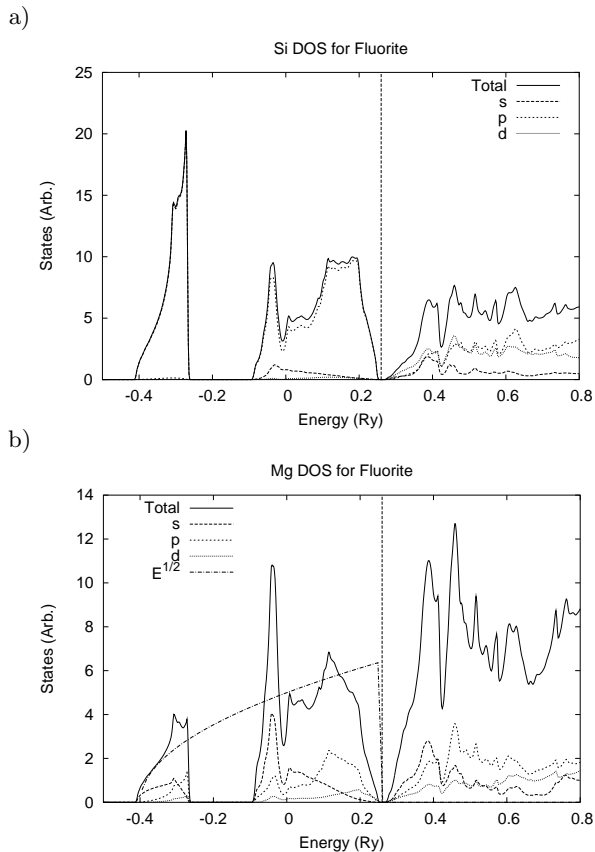 a)
Si DOS for Fluorite
Total
s
p
d
25
20
15
10
5
0
States (Arb.)
-0.4 -0.2 0 0.2 0.4 0.6 0.8
Energy (Ry)
b)
Mg DOS for Fluorite
Total
s
p
d
E^1/2
14
12
10
8
6
4
2
0
States (Arb.)
-0.4 -0.2 0 0.2 0.4 0.6 0.8
Energy (Ry)